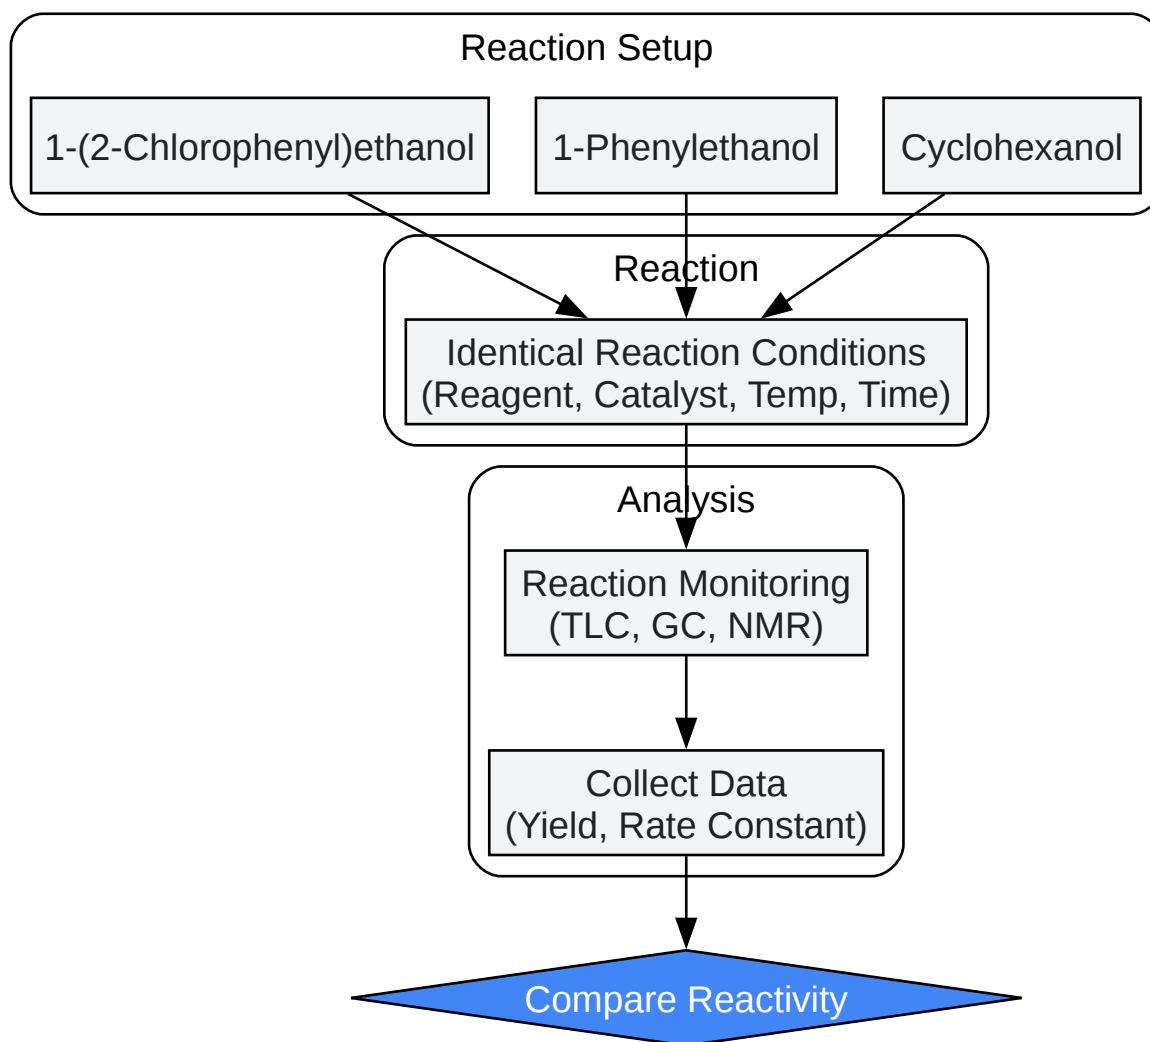 Reaction Setup
1-(2-Chlorophenyl)ethanol
1-Phenylethanol
Cyclohexanol
Reaction
Identical Reaction Conditions
(Reagent, Catalyst, Temp, Time)
Analysis
Reaction Monitoring
(TLC, GC, NMR)
Collect Data
(Yield, Rate Constant)
Compare Reactivity